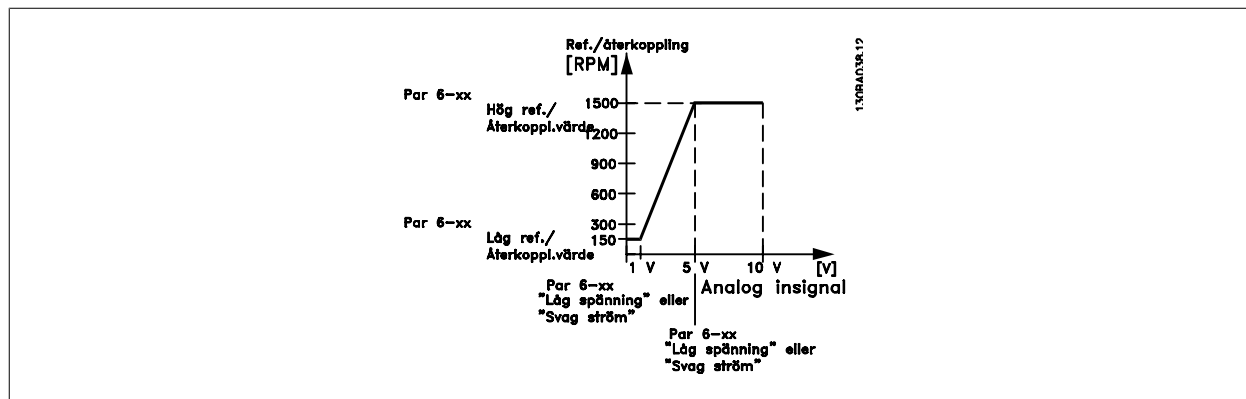 Ref./återkoppling
[RPM]
Par 6-xx
Hög ref./
Återkoppl.värde
1500
1200
900
600
300
150
Par 6-xx
Låg ref./
Återkoppl.värde
1 V
5 V
10 V
[V]
Analog insignal
Par 6-xx
"Låg spänning" eller
"Svag ström"
Par 6-xx
"Låg spänning" eller
"Svag ström"
130BA038.12